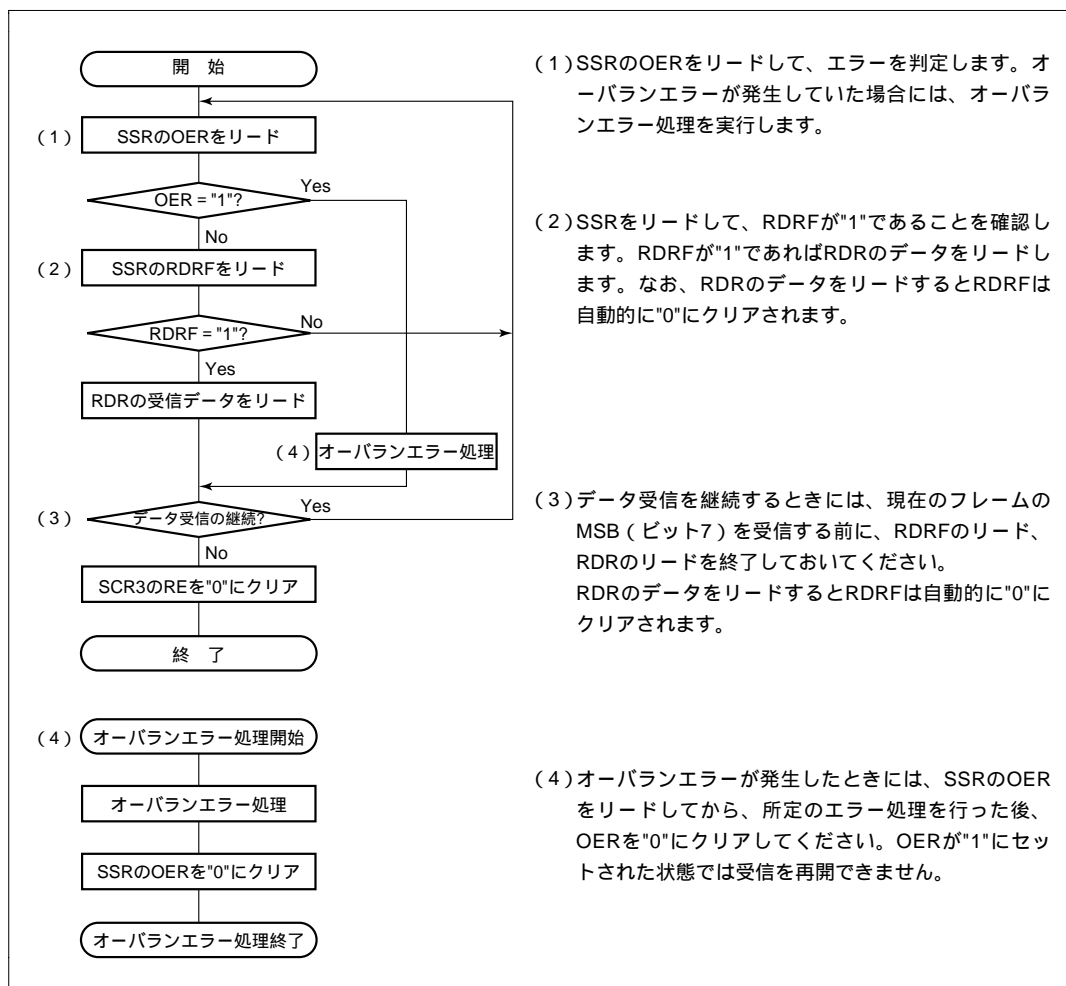 開 始
(1) SSRのOERをリード
OER = "1"?
Yes
No
(2) SSRのRDRFをリード
RDRF = "1"?
No
Yes
RDRの受信データをリード
(4) オーバランエラー処理
(3) データ受信の継続?
Yes
No
SCR3のREを"0"にクリア
終 了
(4) オーバランエラー処理開始
オーバランエラー処理
SSRのOERを"0"にクリア
オーバランエラー処理終了
(1)SSRのOERをリードして、エラーを判定します。オ
ーバランエラーが発生していた場合には、オーバラ
ンエラー処理を実行します。
(2)SSRをリードして、RDRFが"1"であることを確認し
ます。RDRFが"1"であればRDRのデータをリードし
ます。なお、RDRのデータをリードするとRDRFは
自動的に"0"にクリアされます。
(3)データ受信を継続するときには、現在のフレームの
MSB(ビット7)を受信する前に、RDRFのリード、
RDRのリードを終了しておいてください。
RDRのデータをリードするとRDRFは自動的に"0"に
クリアされます。
(4)オーバランエラーが発生したときには、SSRのOER
をリードしてから、所定のエラー処理を行った後、
OERを"0"にクリアしてください。OERが"1"にセッ
トされた状態では受信を再開できません。